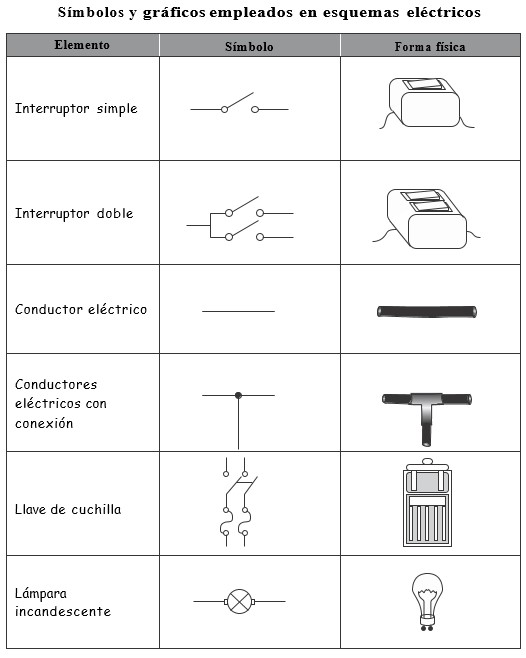 Símbolos y gráficos empleados en esquemas eléctricos
Elemento Símbolo Forma física
Interruptor simple
Interruptor doble
Conductor eléctrico
Conductores
eléctricos con
conexión
Llave de cuchilla
Lámpara
incandescente